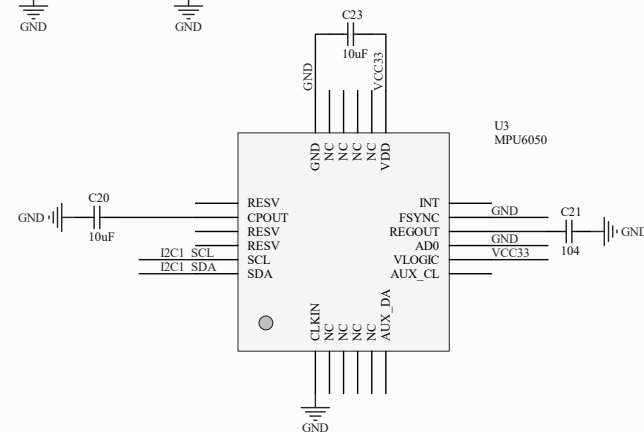 GND
GND
C23
10uF
GND
VCC33
U3
MPU6050
GND
NC
NC
NC
NC
VDD
C20
GND
10uF
RESV
CPOUT
RESV
RESV
I2C1_SCL
SCL
I2C1_SDA
SDA
INT
FSYNC
GND
REGOUT
AD0
GND
VLOGIC
VCC33
AUX_CL
C21
GND
104
CLKIN
NC
NC
NC
NC
AUX_DA
GND